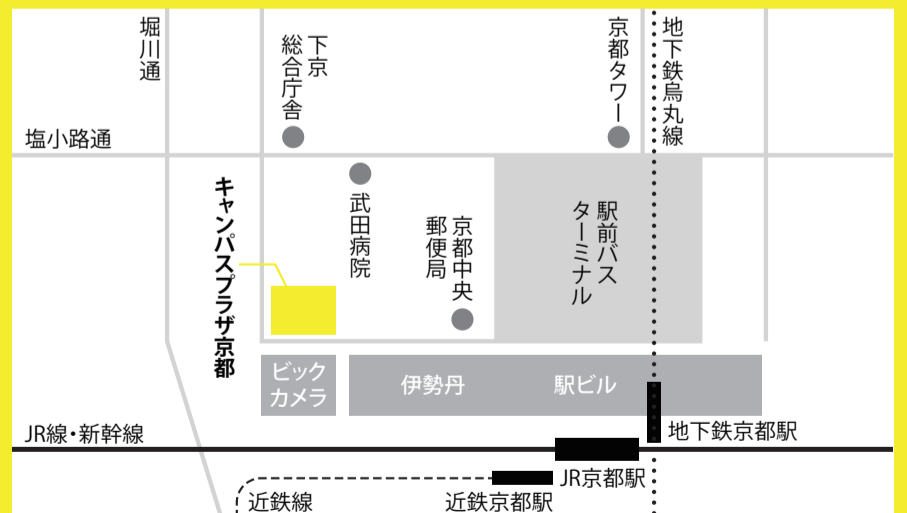 堀川通
下京
総合庁舎
京都タワー
地下鉄烏丸線
塩小路通
キャンパスプラザ京都
武田病院
京都中央
郵便局
駅前バス
ターミナル
ビック
カメラ
伊勢丹
駅ビル
JR線・新幹線
地下鉄京都駅
JR京都駅
近鉄線
近鉄京都駅